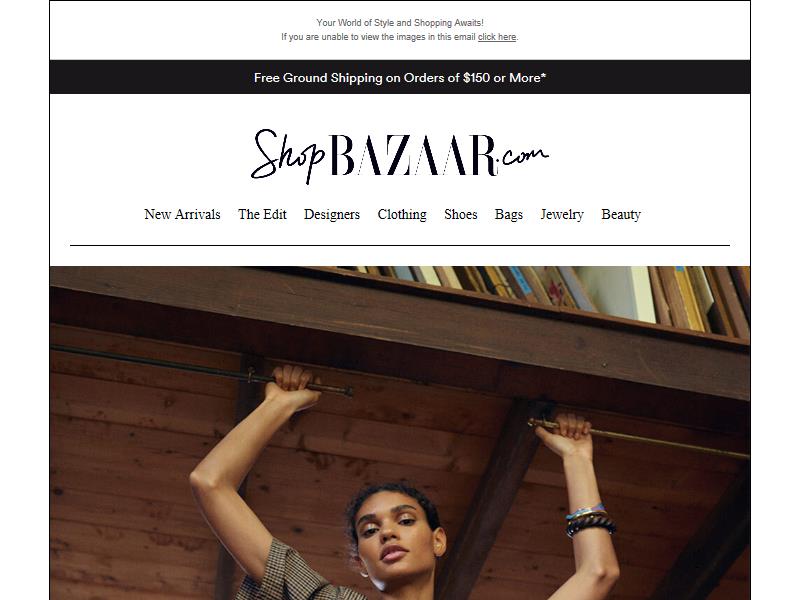 Your World of Style and Shopping Awaits!
If you are unable to view the images in this email click here.
Free Ground Shipping on Orders of $150 or More*
ShopBAZAAR.com
New Arrivals The Edit Designers Clothing Shoes Bags Jewelry Beauty